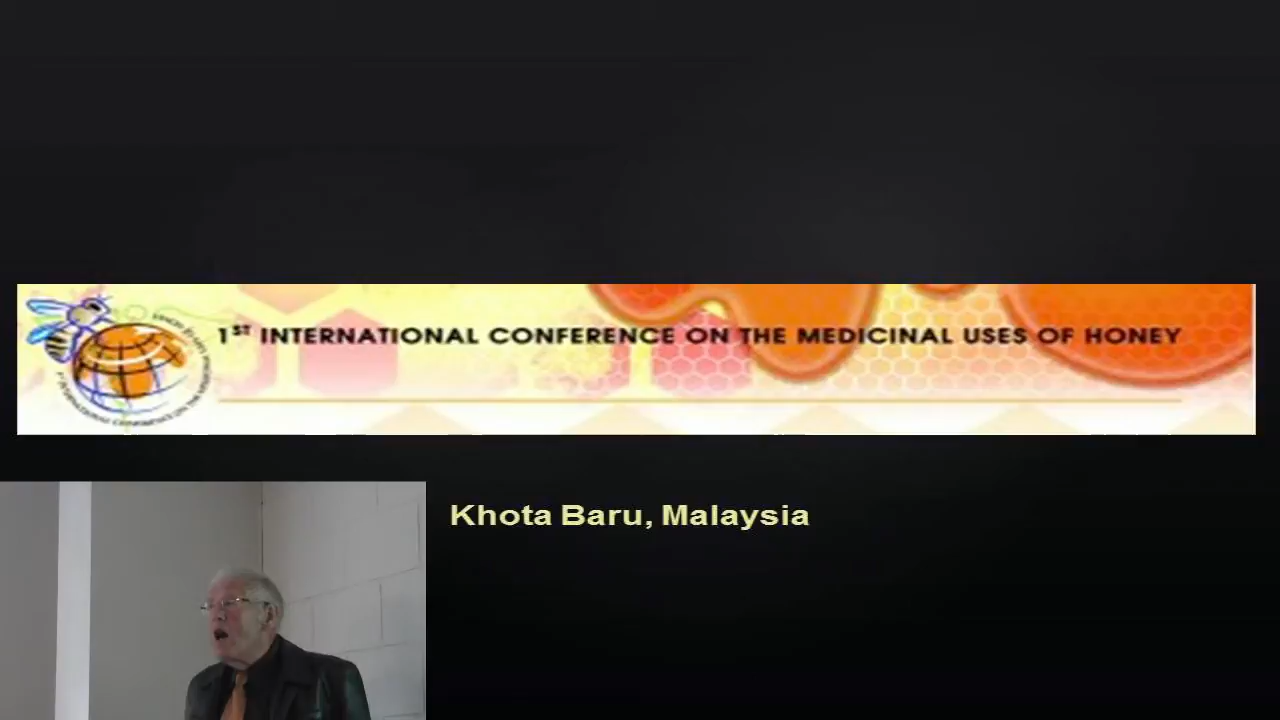 1ST INTERNATIONAL CONFERENCE ON THE MEDICINAL USES OF HONEY
Khota Baru, Malaysia